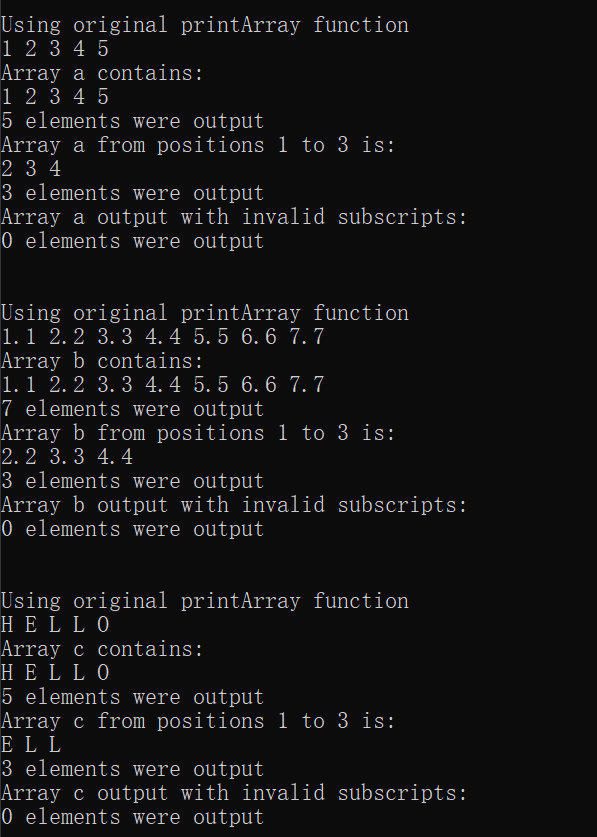 Using original printArray function
1 2 3 4 5
Array a contains:
1 2 3 4 5
5 elements were output
Array a from positions 1 to 3 is:
2 3 4
3 elements were output
Array a output with invalid subscripts:
0 elements were output
Using original printArray function
1.1 2.2 3.3 4.4 5.5 6.6 7.7
Array b contains:
1.1 2.2 3.3 4.4 5.5 6.6 7.7
7 elements were output
Array b from positions 1 to 3 is:
2.2 3.3 4.4
3 elements were output
Array b output with invalid subscripts:
0 elements were output
Using original printArray function
H E L L O
Array c contains:
H E L L O
5 elements were output
Array c from positions 1 to 3 is:
E L L
3 elements were output
Array c output with invalid subscripts:
0 elements were output